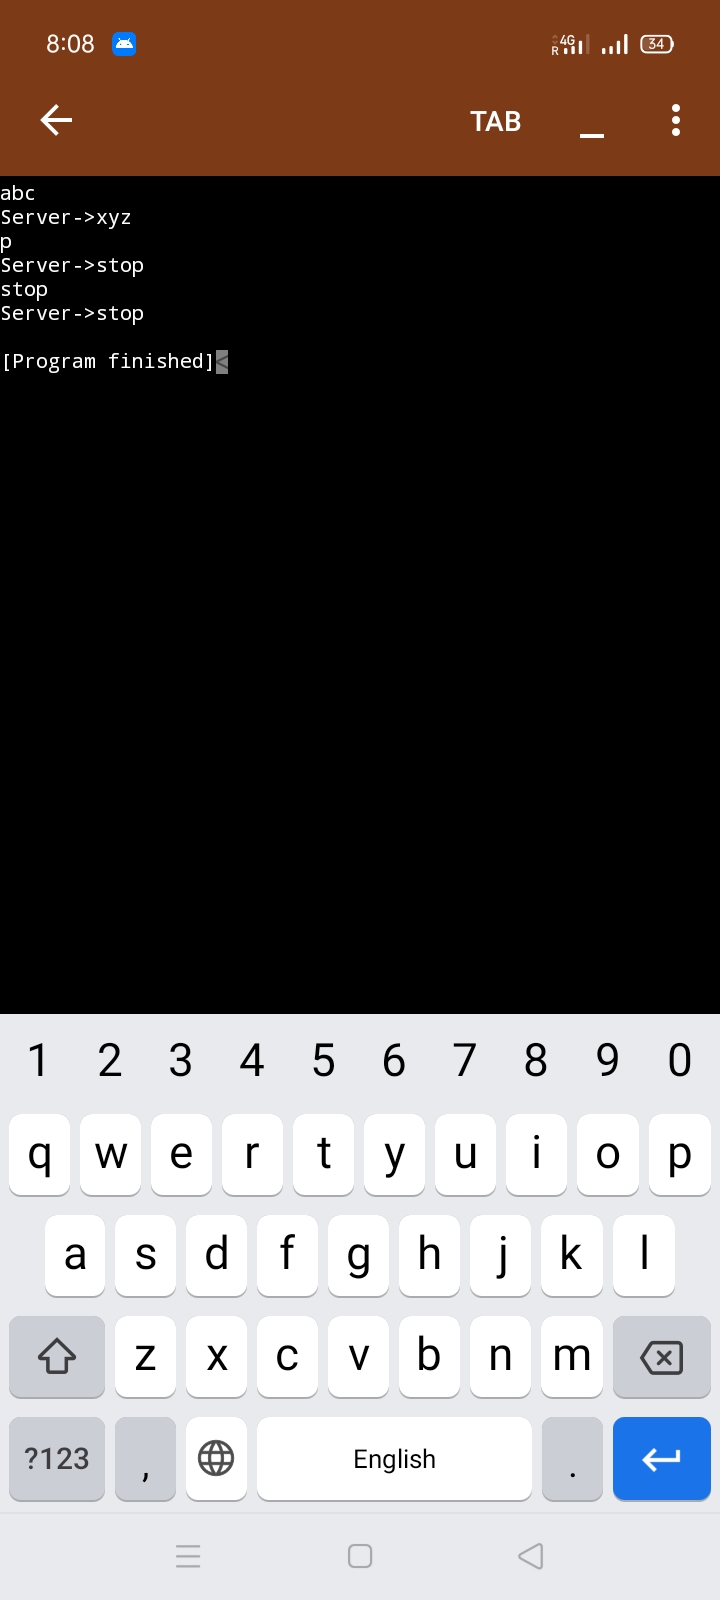 8:08 4G R 34
TAB
abc
Server->xyz
p
Server->stop
stop
Server->stop
[Program finished]<
1 2 3 4 5 6 7 8 9 0
q w e r t y u i o p
a s d f g h j k l
z x c v b n m
?123 , English .